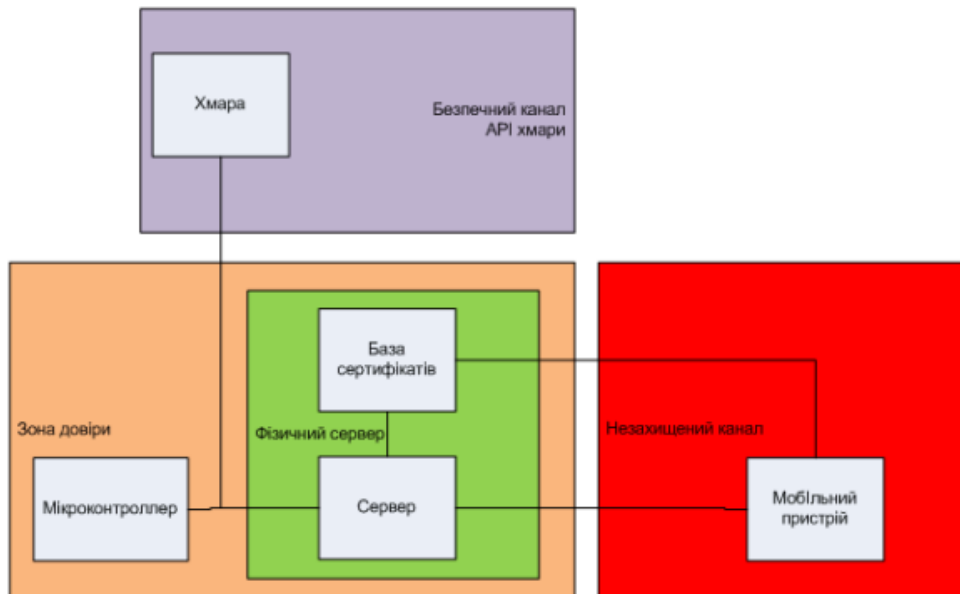 Хмара
Безпечний канал
API хмари
База
сертифікатів
Зона довіри
Фізичний сервер
Незахищений канал
Мікроконтроллер
Сервер
Мобільний
пристрій